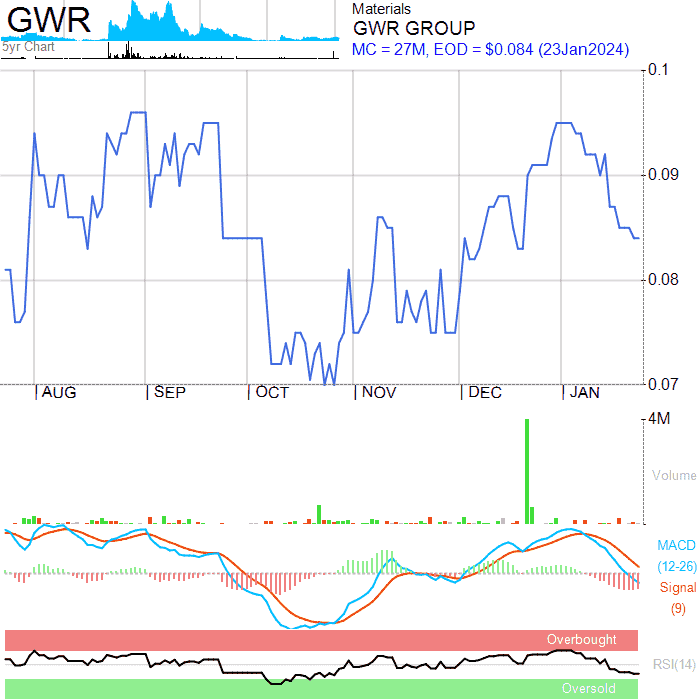 GWR
5yr Chart
Materials
GWR GROUP
MC = 27M, EOD = $0.084 (23Jan2024)
0.1
0.09
0.08
0.07
AUG SEP OCT NOV DEC JAN
4M
Volume
MACD
(12-26)
Signal
(9)
Overbought
RSI(14)
Oversold